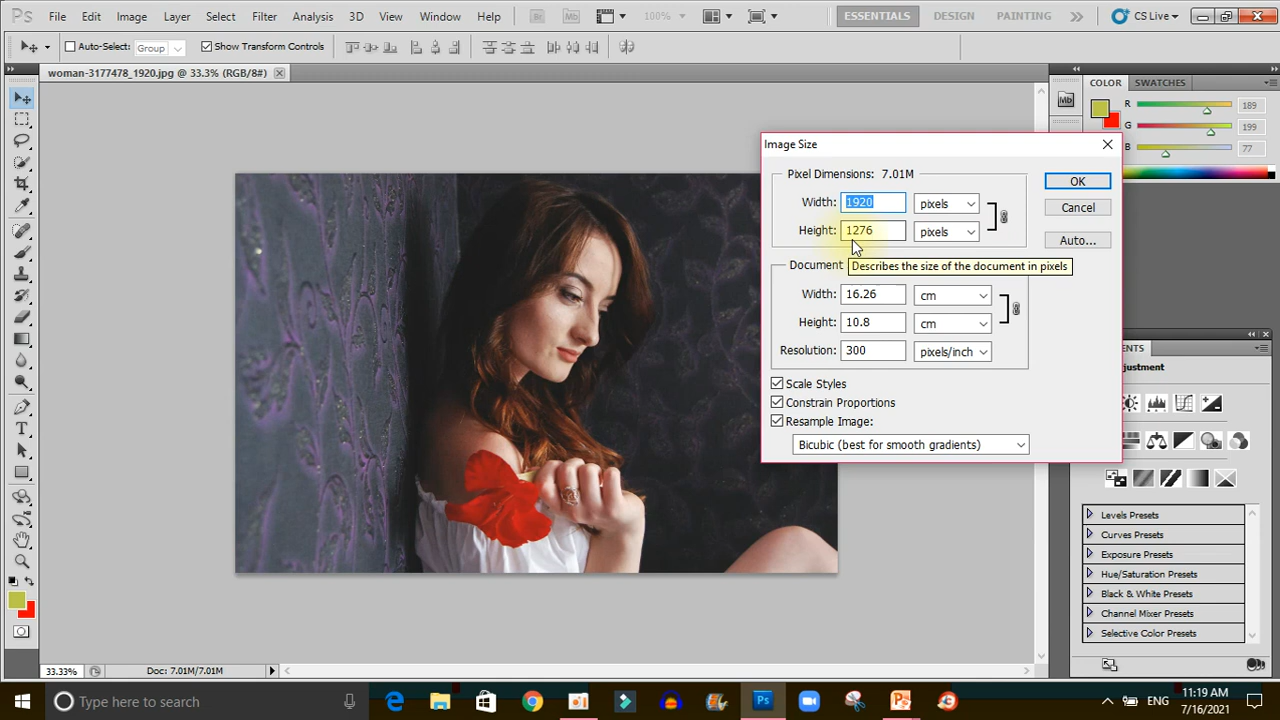 Ps File Edit Image Layer Select Filter Analysis 3D View Window Help Br Mb 100% ESSENTIALS DESIGN PAINTING CS Live
Auto-Select: Group Show Transform Controls
woman-3177478_1920.jpg @ 33.3% (RGB/8#)
COLOR SWATCHES
Mb
R 189
G 199
B 77
Image Size
Pixel Dimensions: 7.01M
Width: 1920 pixels
Height: 1276 pixels
OK
Cancel
Auto...
Document
Describes the size of the document in pixels
Width: 16.26 cm
Height: 10.8 cm
Resolution: 300 pixels/inch
Scale Styles
Constrain Proportions
Resample Image:
Bicubic (best for smooth gradients)
ENTS
justment
Levels Presets
Curves Presets
Exposure Presets
Hue/Saturation Presets
Black & White Presets
Channel Mixer Presets
Selective Color Presets
33.33% Doc: 7.01M/7.01M
Type here to search
Ps
ENG
11:19 AM
7/16/2021